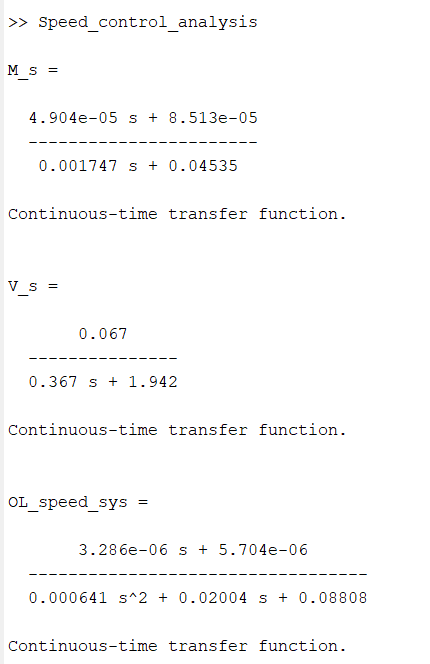 >> Speed_control_analysis
M_s =
4.904e-05 s + 8.513e-05
-----------------------
0.001747 s + 0.04535
Continuous-time transfer function.
V_s =
0.067
---------------
0.367 s + 1.942
Continuous-time transfer function.
OL_speed_sys =
3.286e-06 s + 5.704e-06
----------------------------------
0.000641 s^2 + 0.02004 s + 0.08808
Continuous-time transfer function.